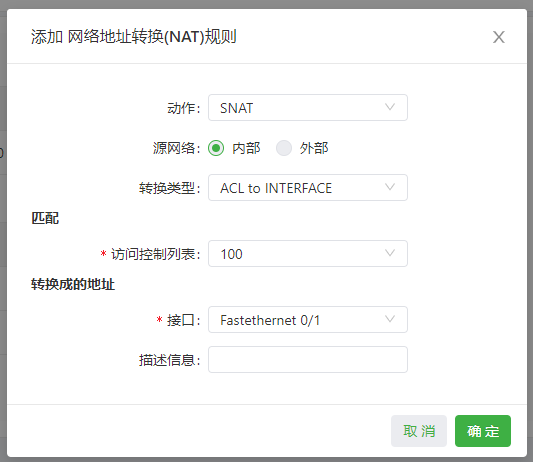 添加 网络地址转换(NAT)规则
动作: SNAT
源网络: 内部 外部
转换类型: ACL to INTERFACE
匹配
* 访问控制列表: 100
转换成的地址
* 接口: Fastethernet 0/1
描述信息:
取 消 确 定